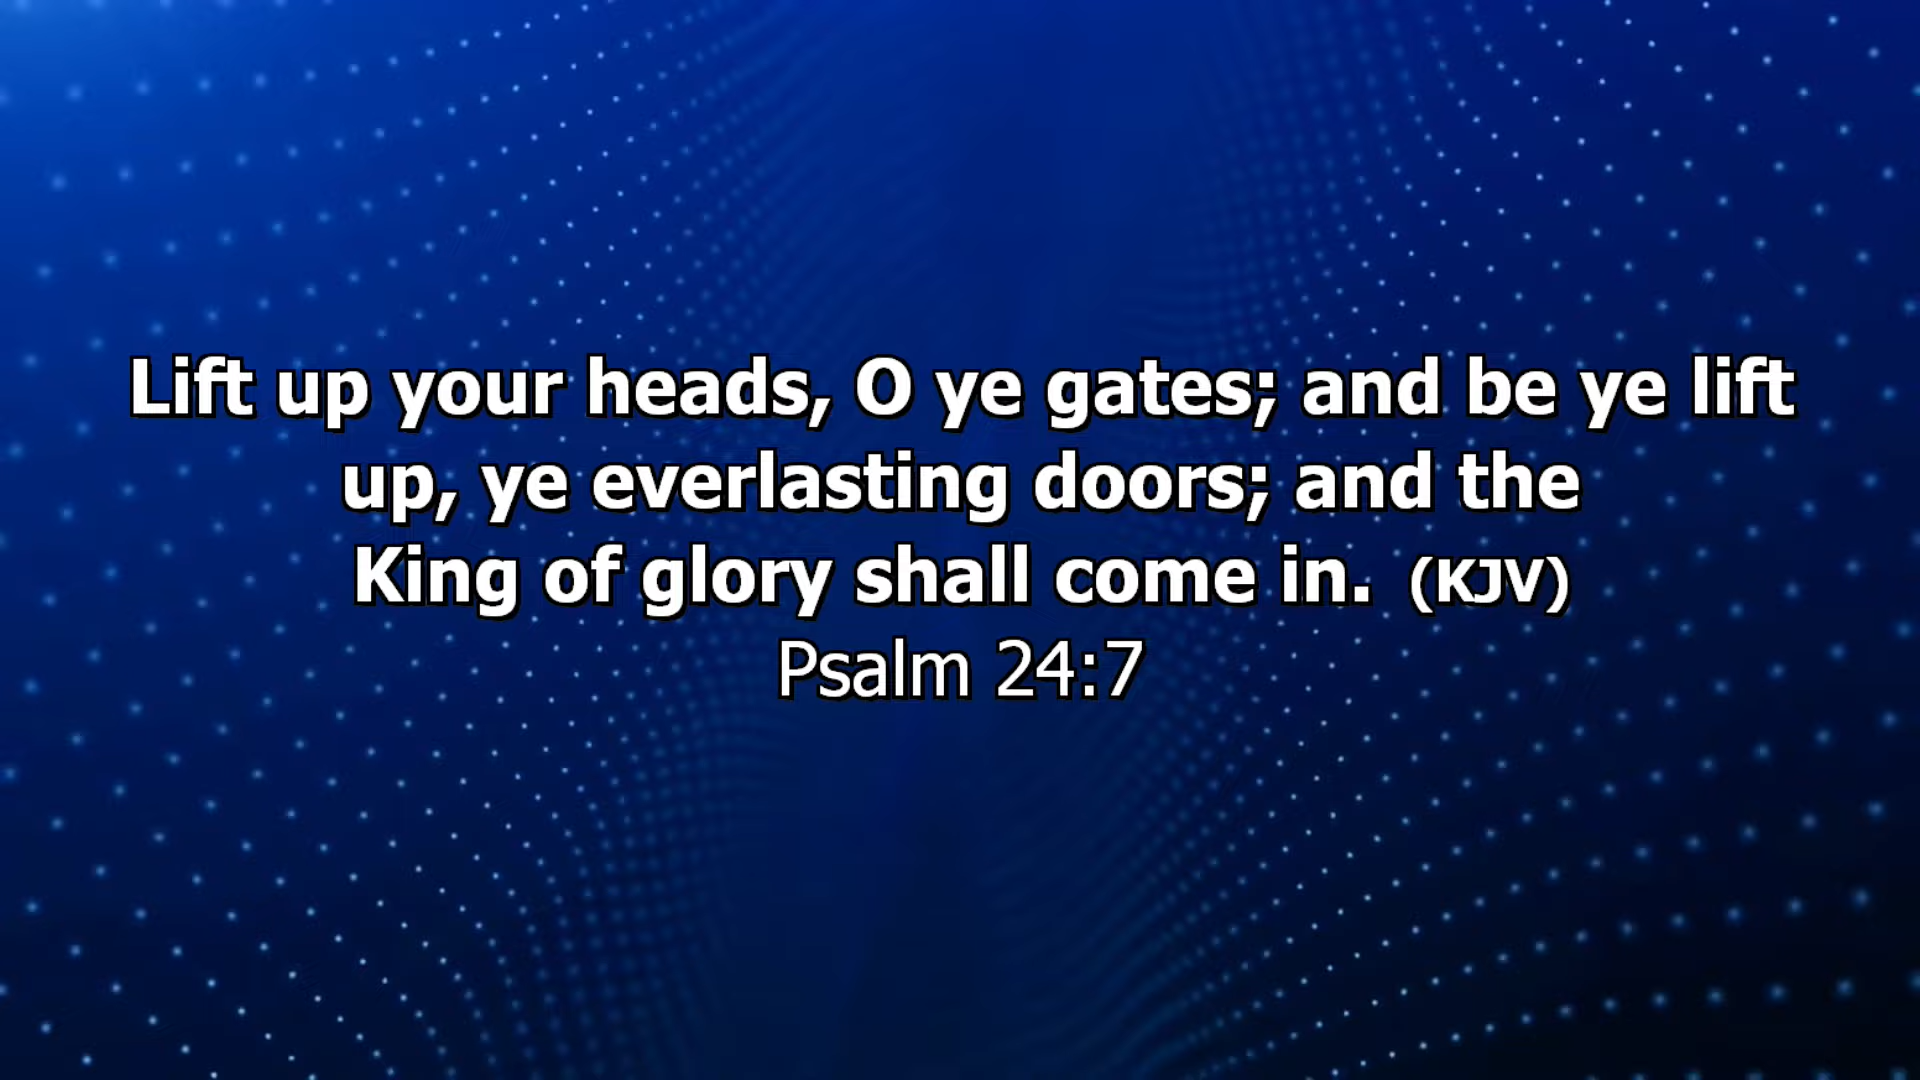 Lift up your heads, O ye gates; and be ye lift
up, ye everlasting doors; and the
King of glory shall come in. (KJV)
Psalm 24:7